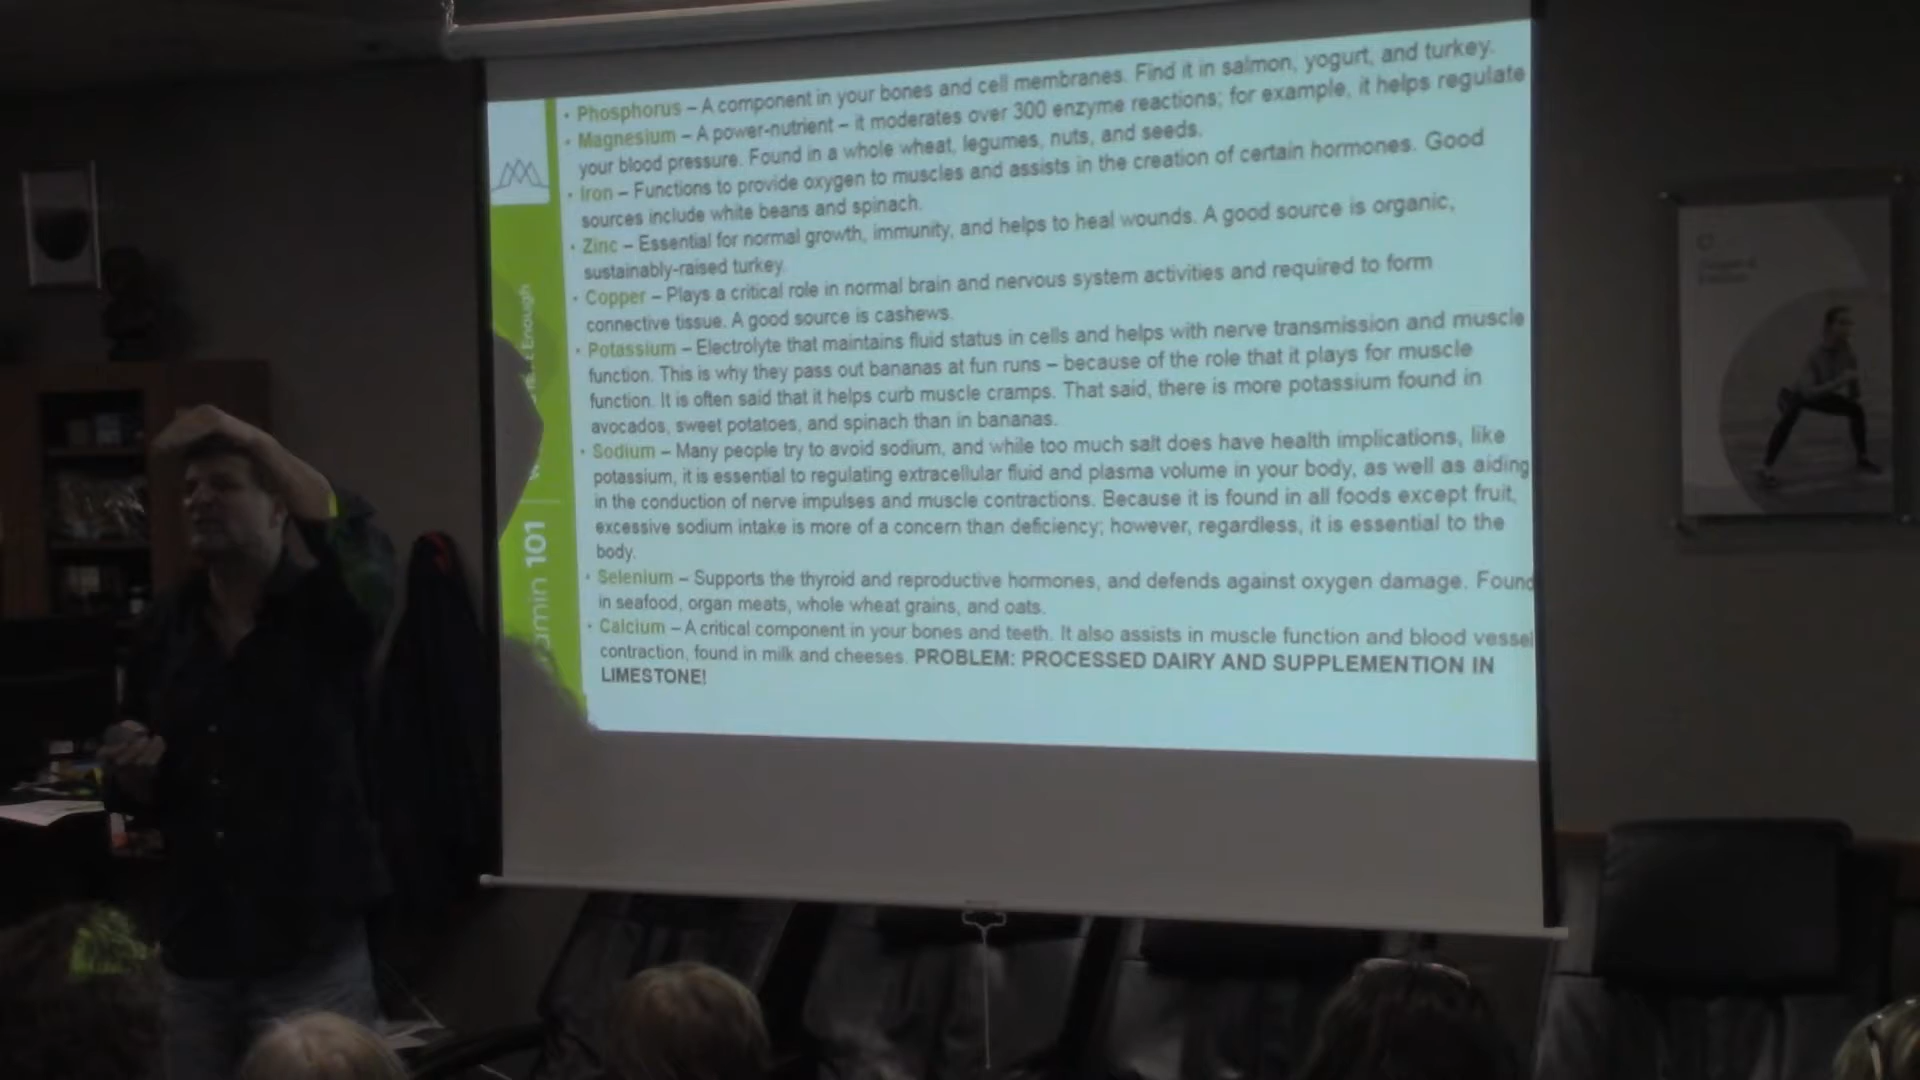 • Phosphorus – A component in your bones and cell membranes. Find it in salmon, yogurt, and turkey.
• Magnesium – A power-nutrient – it moderates over 300 enzyme reactions; for example, it helps regulate
your blood pressure. Found in a whole wheat, legumes, nuts, and seeds.
• Iron – Functions to provide oxygen to muscles and assists in the creation of certain hormones. Good
sources include white beans and spinach.
• Zinc – Essential for normal growth, immunity, and helps to heal wounds. A good source is organic,
sustainably-raised turkey.
• Copper – Plays a critical role in normal brain and nervous system activities and required to form
connective tissue. A good source is cashews.
• Potassium – Electrolyte that maintains fluid status in cells and helps with nerve transmission and muscle
function. This is why they pass out bananas at fun runs – because of the role that it plays for muscle
function. It is often said that it helps curb muscle cramps. That said, there is more potassium found in
avocados, sweet potatoes, and spinach than in bananas.
• Sodium – Many people try to avoid sodium, and while too much salt does have health implications, like
potassium, it is essential to regulating extracellular fluid and plasma volume in your body, as well as aiding
in the conduction of nerve impulses and muscle contractions. Because it is found in all foods except fruit,
excessive sodium intake is more of a concern than deficiency; however, regardless, it is essential to the
body.
• Selenium – Supports the thyroid and reproductive hormones, and defends against oxygen damage. Found
in seafood, organ meats, whole wheat grains, and oats.
• Calcium – A critical component in your bones and teeth. It also assists in muscle function and blood vessel
contraction, found in milk and cheeses. PROBLEM: PROCESSED DAIRY AND SUPPLEMENTION IN
LIMESTONE!
amin 101 | Enough